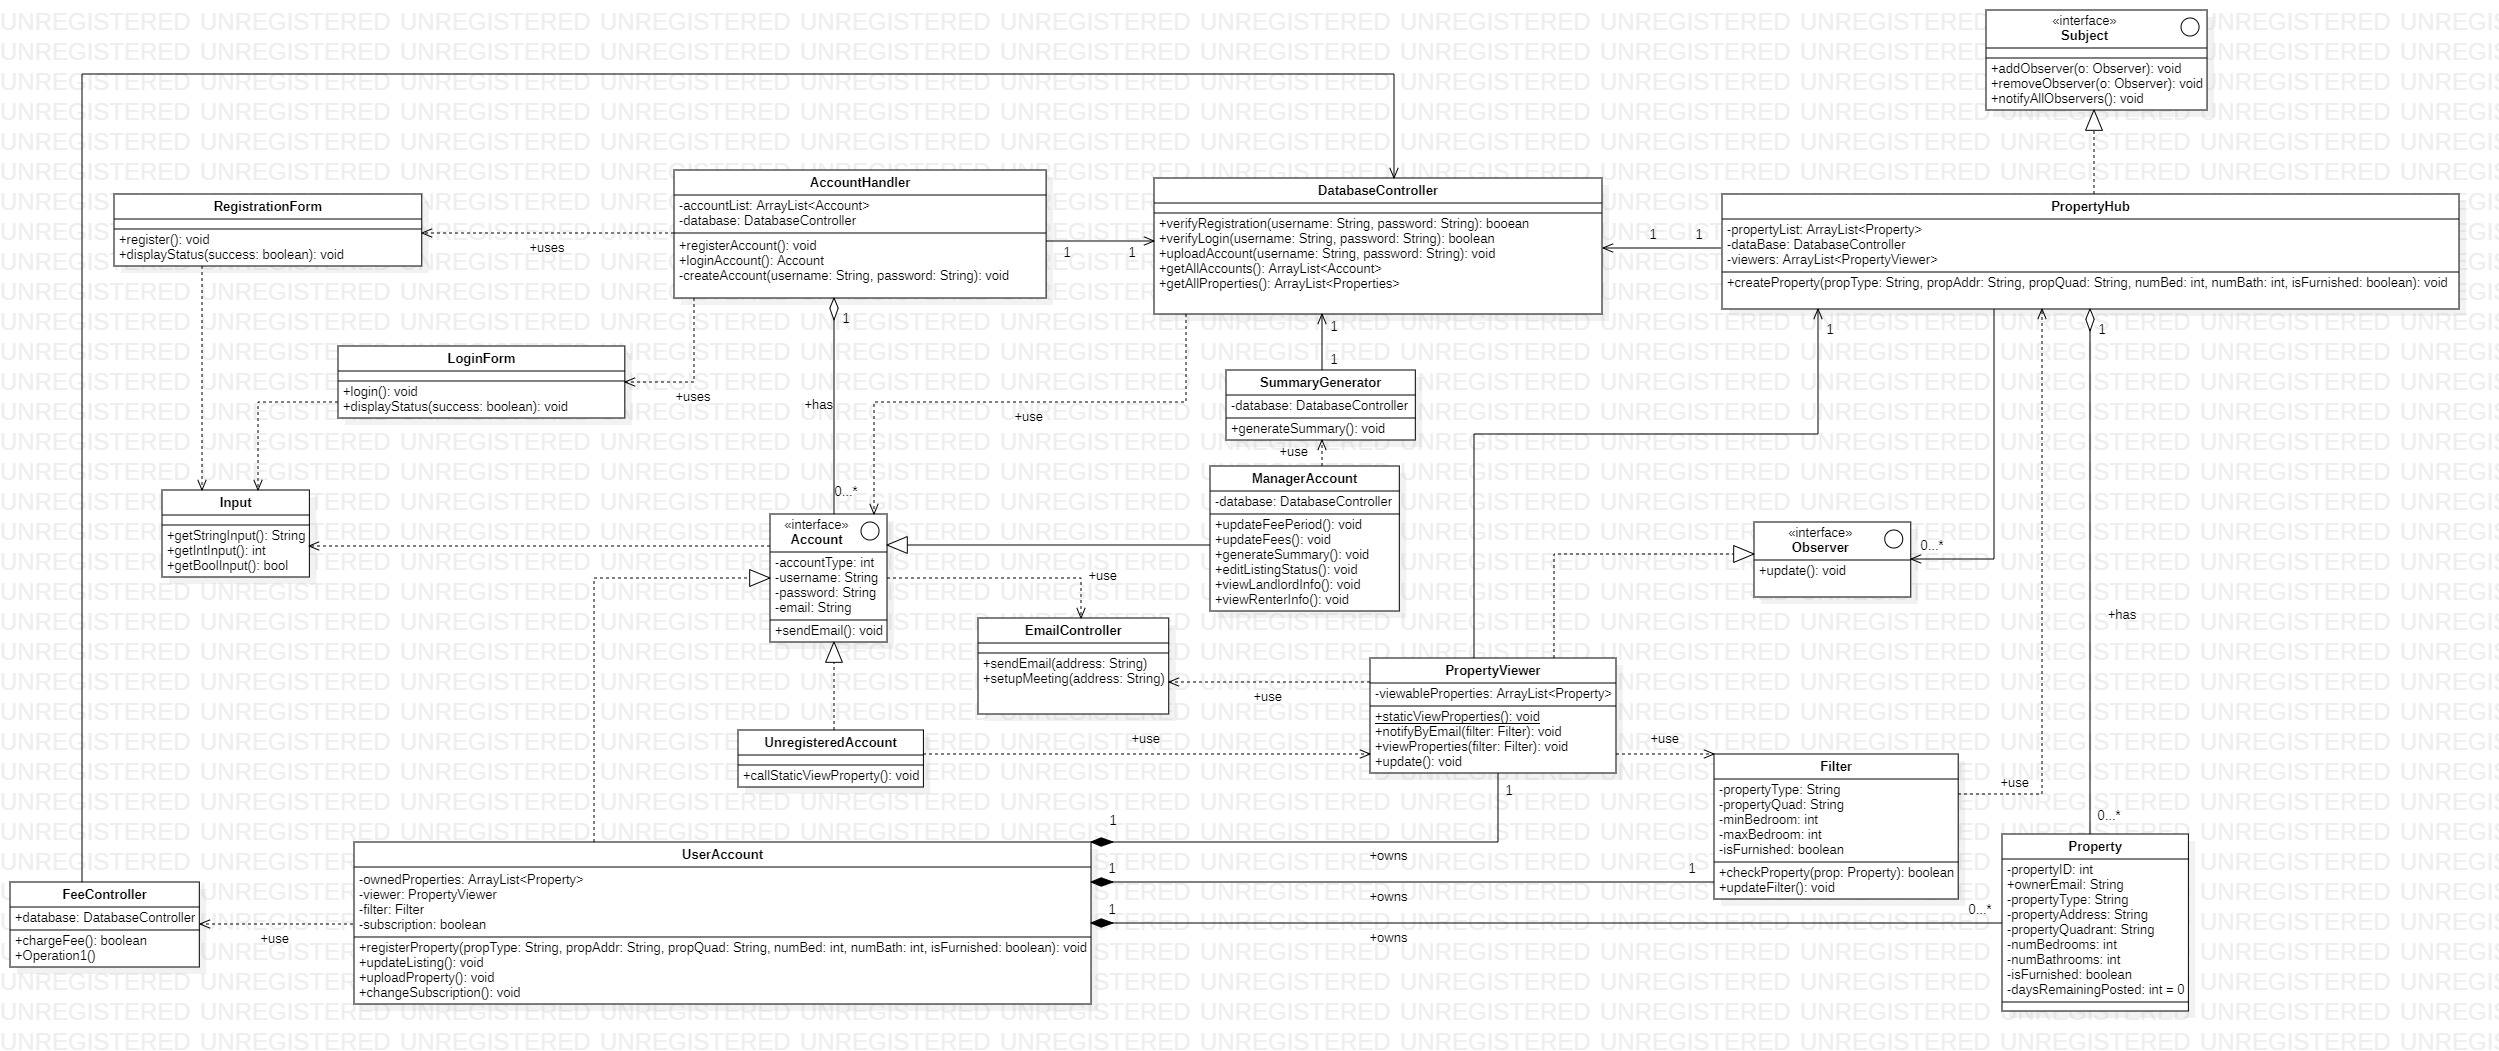 «interface»
Subject
+addObserver(o: Observer): void
+removeObserver(o: Observer): void
+notifyAllObservers(): void
AccountHandler
-accountList: ArrayList<Account>
-database: DatabaseController
+registerAccount(): void
+loginAccount(): Account
-createAccount(username: String, password: String): void
DatabaseController
+verifyRegistration(username: String, password: String): booean
+verifyLogin(username: String, password: String): boolean
+uploadAccount(username: String, password: String): void
+getAllAccounts(): ArrayList<Account>
+getAllProperties(): ArrayList<Properties>
RegistrationForm
+register(): void
+displayStatus(success: boolean): void
PropertyHub
-propertyList: ArrayList<Property>
-dataBase: DatabaseController
-viewers: ArrayList<PropertyViewer>
+createProperty(propType: String, propAddr: String, propQuad: String, numBed: int, numBath: int, isFurnished: boolean): void
+uses
1
1
1
1
1
1
1
1
1
LoginForm
+login(): void
+displayStatus(success: boolean): void
+uses
+has
+use
SummaryGenerator
-database: DatabaseController
+generateSummary(): void
+use
ManagerAccount
-database: DatabaseController
+updateFeePeriod(): void
+updateFees(): void
+generateSummary(): void
+editListingStatus(): void
+viewLandlordInfo(): void
+viewRenterInfo(): void
Input
+getStringInput(): String
+getIntInput(): int
+getBoolInput(): bool
0...*
«interface»
Account
-accountType: int
-username: String
-password: String
-email: String
+sendEmail(): void
+use
«interface»
Observer
+update(): void
0...*
+has
EmailController
+sendEmail(address: String)
+setupMeeting(address: String)
+use
PropertyViewer
-viewableProperties: ArrayList<Property>
+staticViewProperties(): void
+notifyByEmail(filter: Filter): void
+viewProperties(filter: Filter): void
+update(): void
UnregisteredAccount
+callStaticViewProperty(): void
+use
+use
Filter
-propertyType: String
-propertyQuad: String
-minBedroom: int
-maxBedroom: int
-isFurnished: boolean
+checkProperty(prop: Property): boolean
+updateFilter(): void
+use
1
1
+owns
1
1
+owns
1
0...*
+owns
0...*
UserAccount
-ownedProperties: ArrayList<Property>
-viewer: PropertyViewer
-filter: Filter
-subscription: boolean
+registerProperty(propType: String, propAddr: String, propQuad: String, numBed: int, numBath: int, isFurnished: boolean): void
+updateListing(): void
+uploadProperty(): void
+changeSubscription(): void
FeeController
+database: DatabaseController
+chargeFee(): boolean
+Operation1()
+use
Property
-propertyID: int
+ownerEmail: String
-propertyType: String
-propertyAddress: String
-propertyQuadrant: String
-numBedrooms: int
-numBathrooms: int
-isFurnished: boolean
-daysRemainingPosted: int = 0
UNREGISTERED